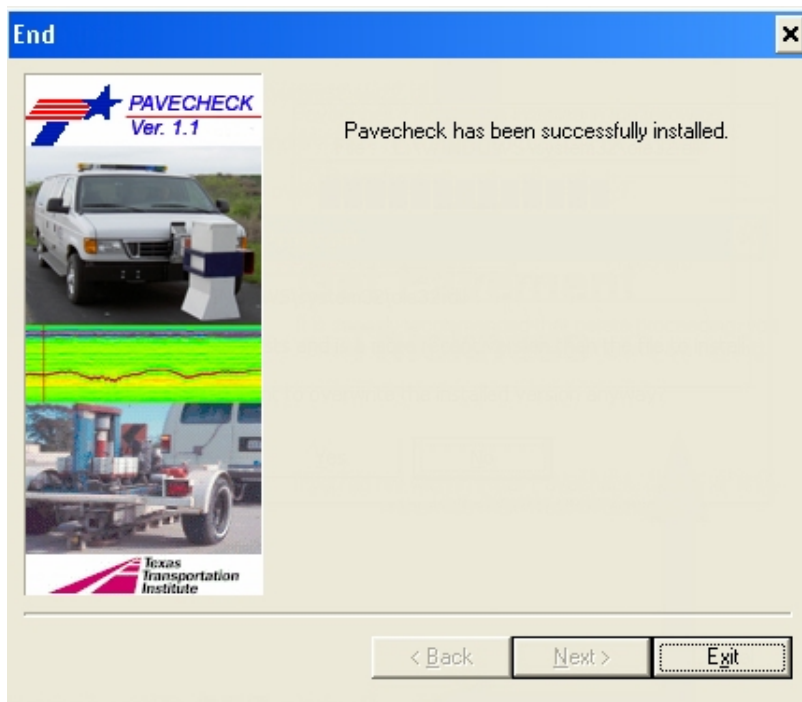 End
PAVECHECK
Ver. 1.1
Pavecheck has been successfully installed.
Texas
Transportation
Institute
< Back
Next >
Exit